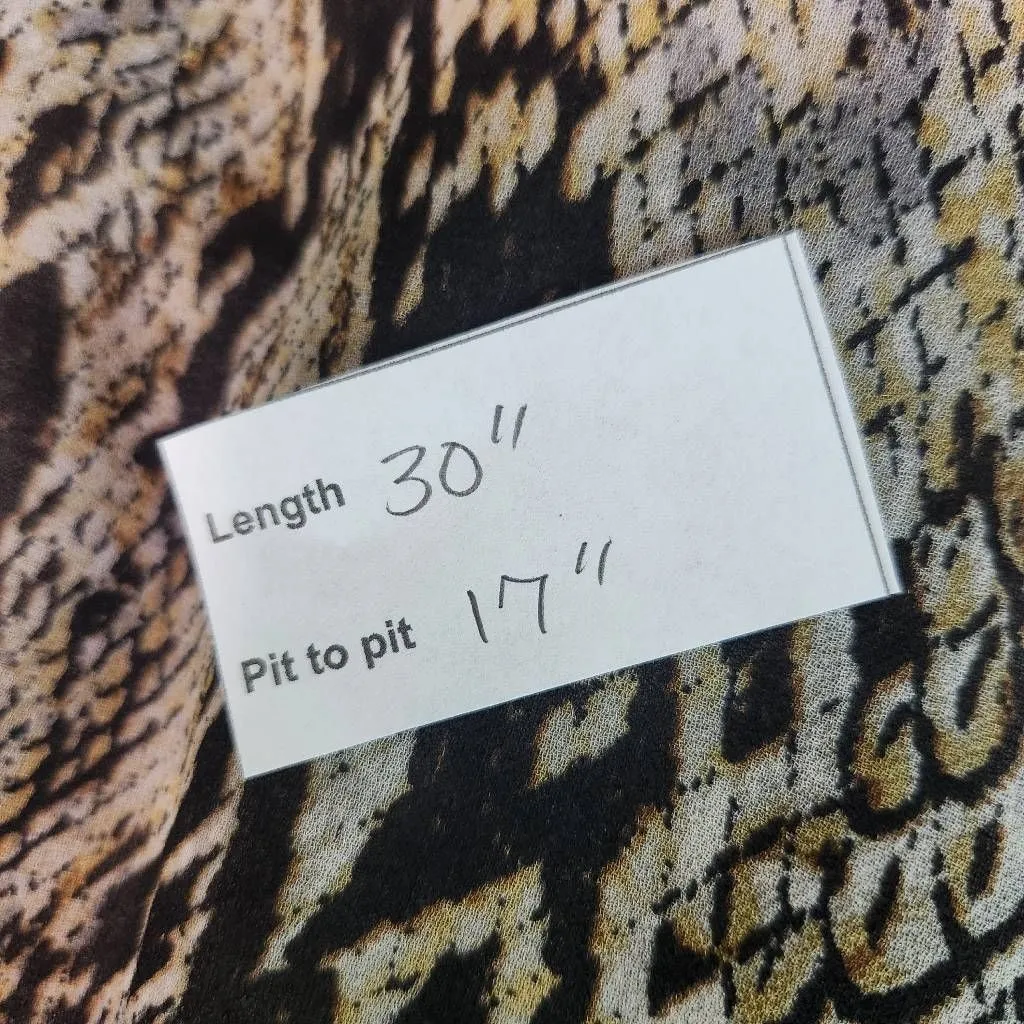 Length 30"
Pit to pit 17"